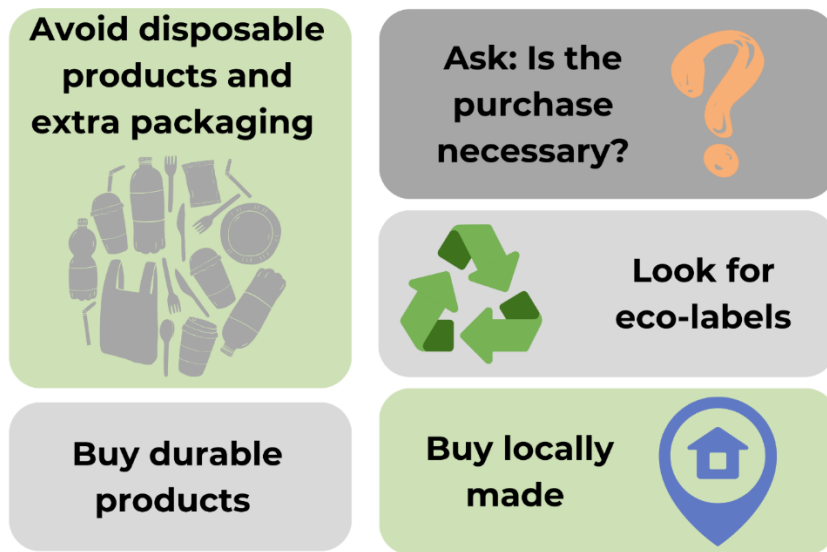 Avoid disposable
products and
extra packaging
Ask: Is the
purchase
necessary?
Look for
eco-labels
Buy durable
products
Buy locally
made